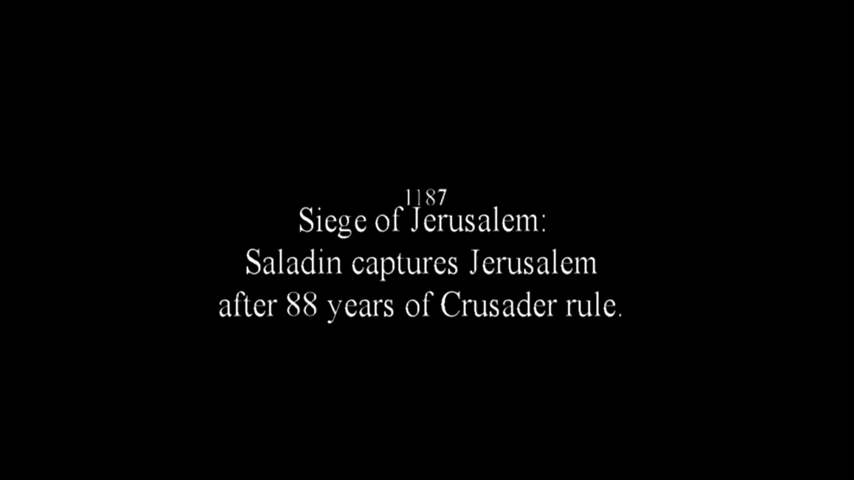 1187
Siege of Jerusalem:
Saladin captures Jerusalem
after 88 years of Crusader rule.